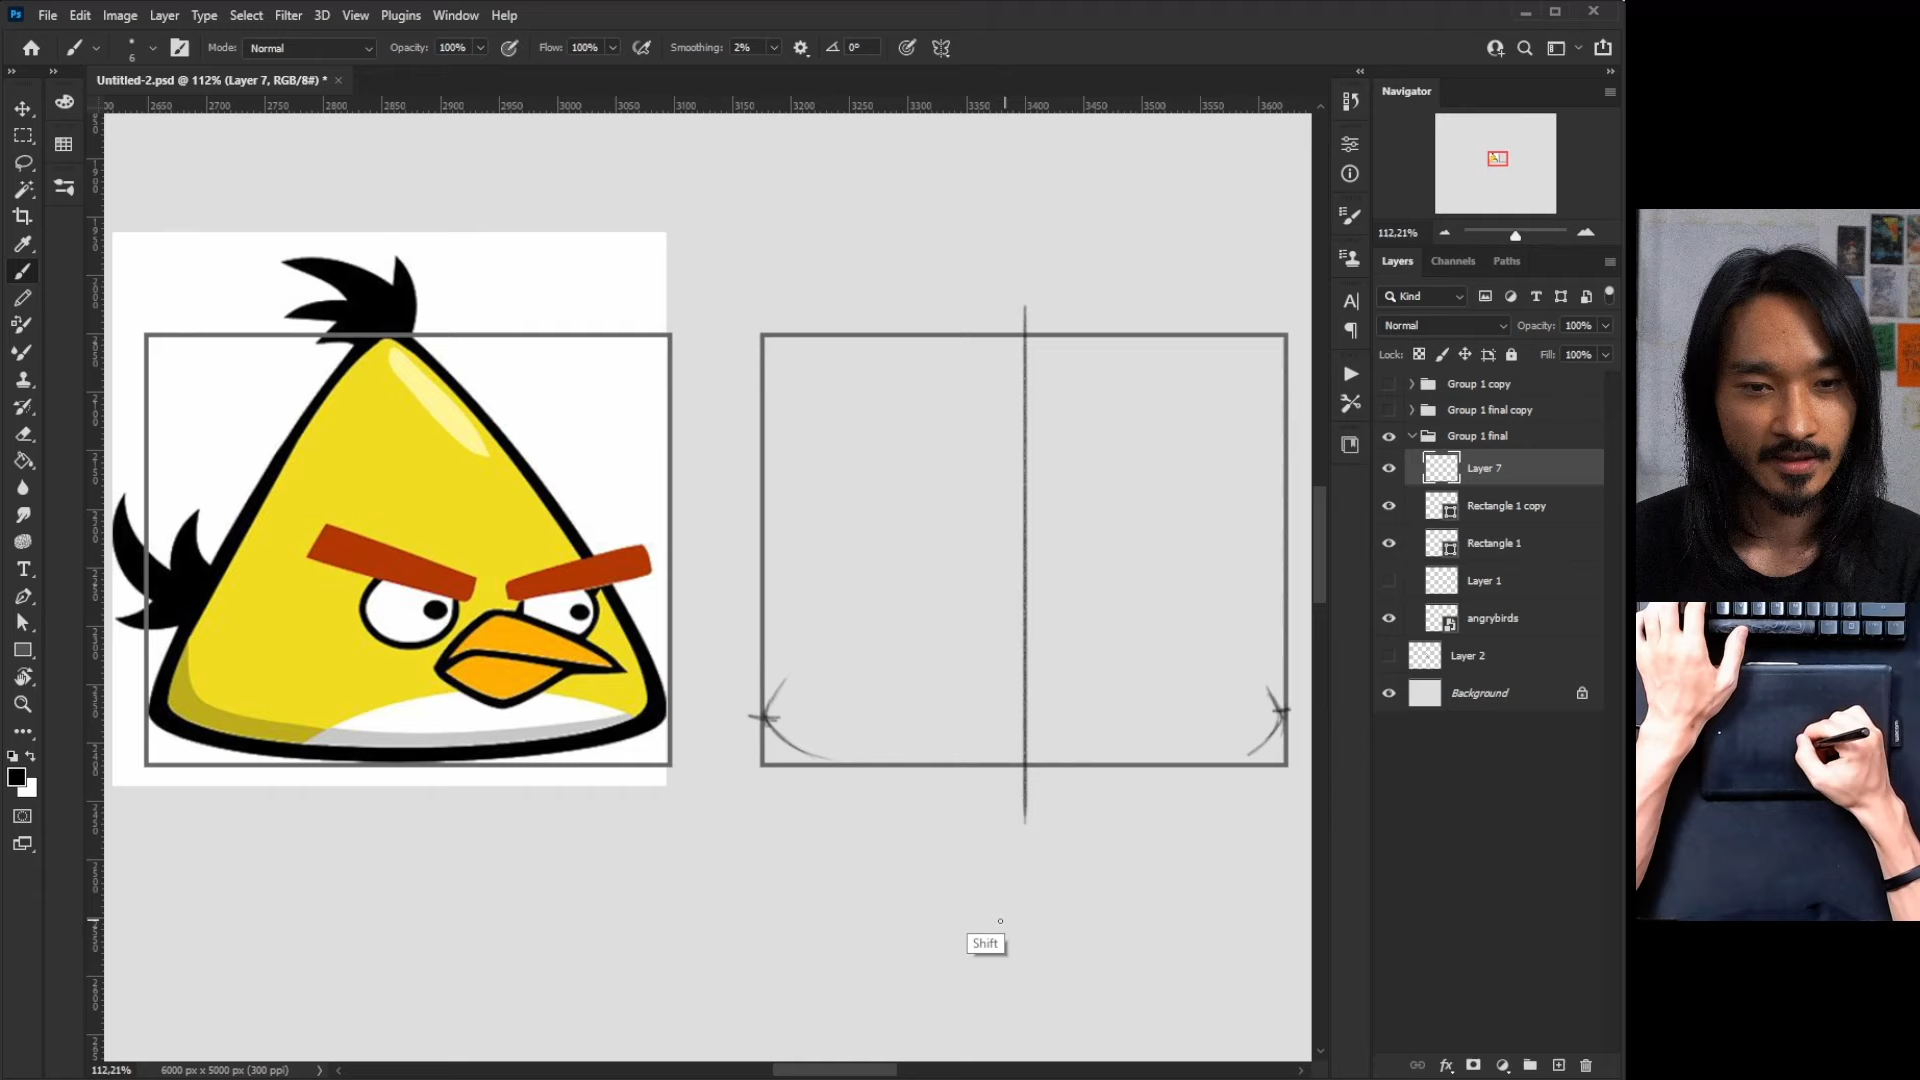 Ps File Edit Image Layer Type Select Filter 3D View Plugins Window Help
6 Mode: Normal Opacity: 100% Flow: 100% Smoothing: 2% 0°
Untitled-2.psd @ 112% (Layer 7, RGB/8#) *
2650 2700 2750 2800 2850 2900 2950 3000 3050 3100 3150 3200 3250 3300 3350 3400 3450 3500 3550 3600
Navigator
112,21%
Layers Channels Paths
Kind
Normal Opacity: 100%
Lock: Fill: 100%
Group 1 copy
Group 1 final copy
Group 1 final
Layer 7
Rectangle 1 copy
Rectangle 1
Layer 1
angrybirds
Layer 2
Background
Shift
112,21% 6000 px x 5000 px (300 ppi)